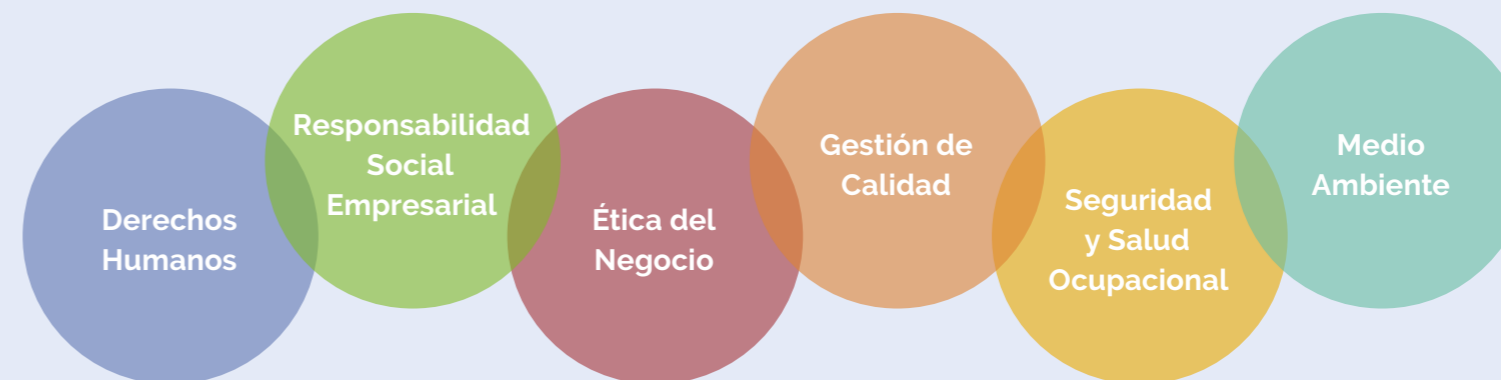 Derechos
Humanos
Responsabilidad
Social
Empresarial
Ética del
Negocio
Gestión de
Calidad
Seguridad
y Salud
Ocupacional
Medio
Ambiente